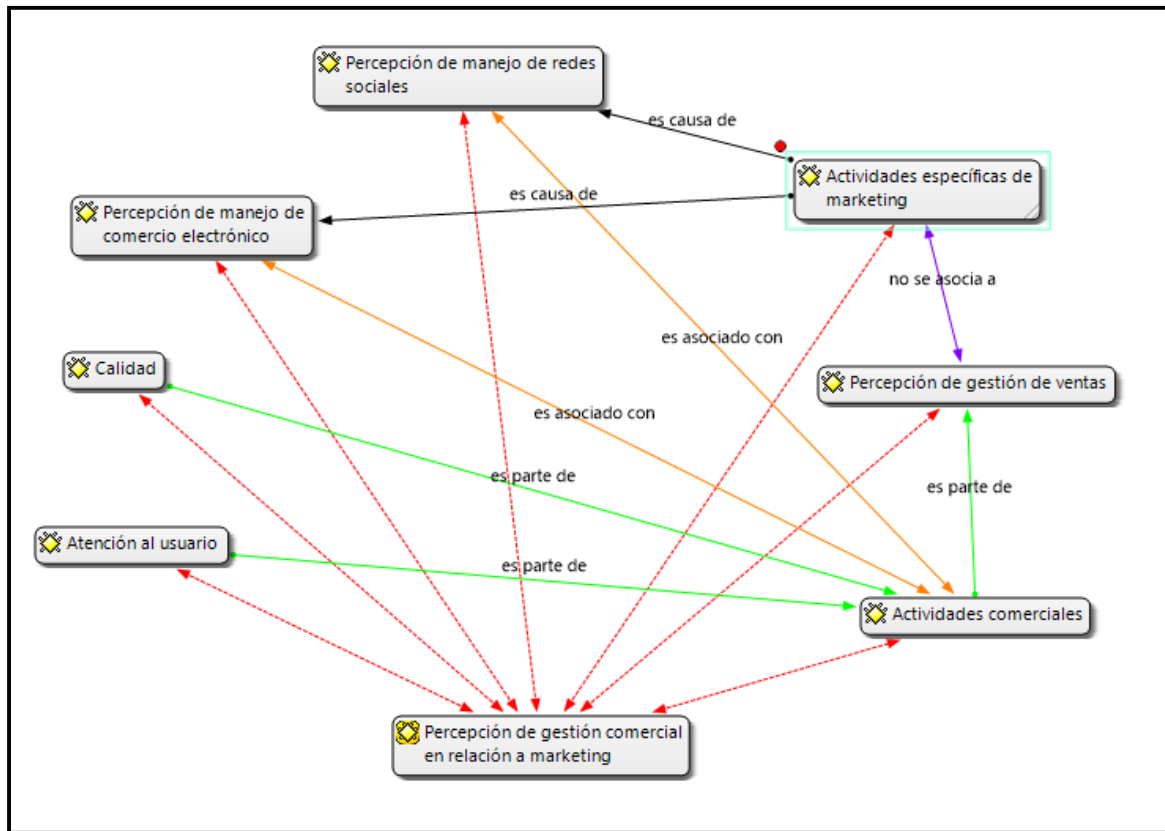 Percepción de manejo de redes
sociales
es causa de
Actividades específicas de
marketing
es causa de
Percepción de manejo de
comercio electrónico
no se asocia a
es asociado con
Calidad
Percepción de gestión de ventas
es asociado con
es parte de
es parte de
Atención al usuario
es parte de
Actividades comerciales
Percepción de gestión comercial
en relación a marketing